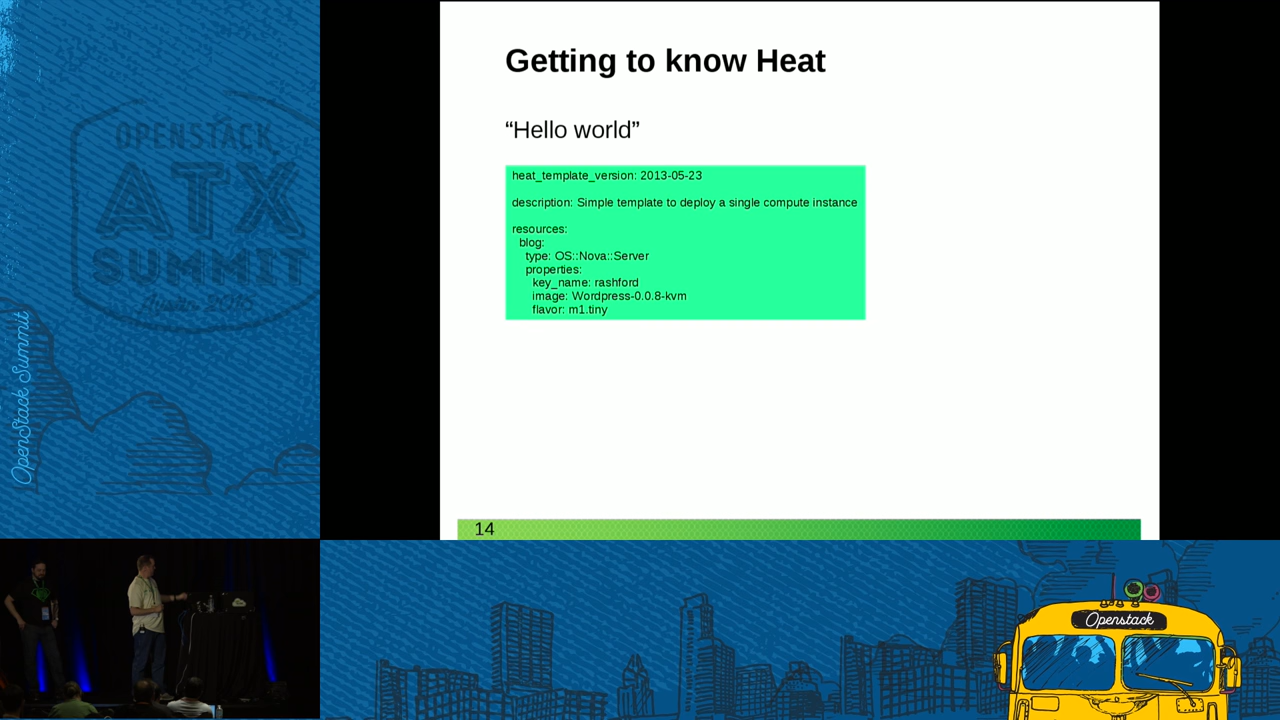 Getting to know Heat
“Hello world”
heat_template_version: 2013-05-23
description: Simple template to deploy a single compute instance
resources:
blog:
type: OS::Nova::Server
properties:
key_name: rashford
image: Wordpress-0.0.8-kvm
flavor: m1.tiny
14
OPENSTACK
ATX
SUMMIT
Austin 2016
OpenStack Summit
Openstack